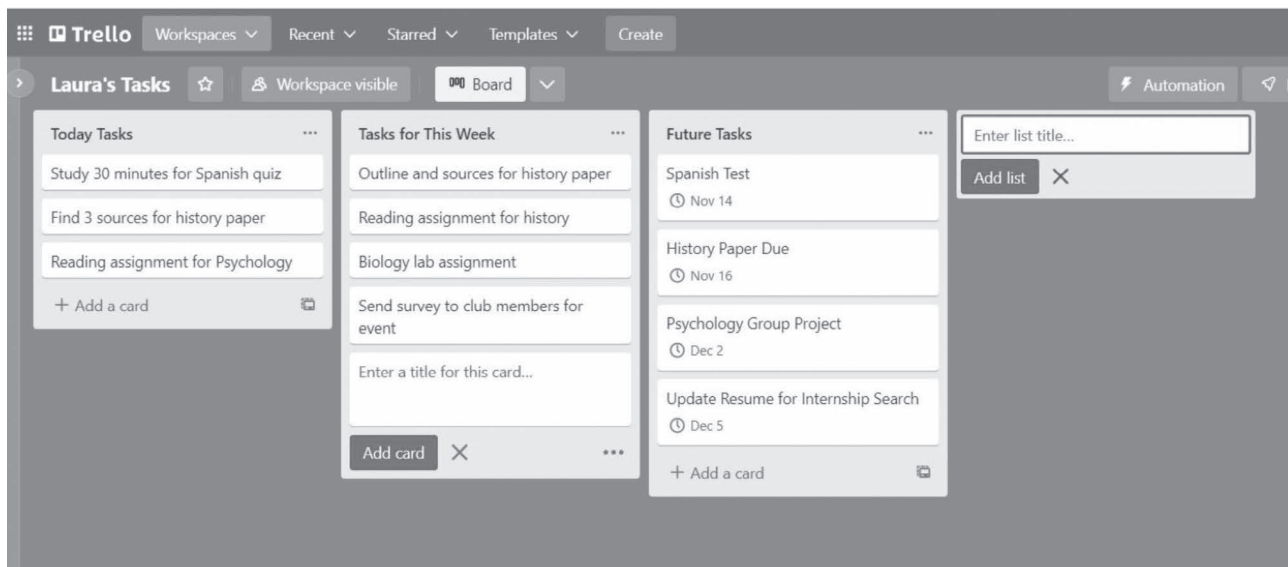 Trello Workspaces Recent Starred Templates Create
Laura's Tasks Workspace visible Board Automation
Today Tasks
Study 30 minutes for Spanish quiz
Find 3 sources for history paper
Reading assignment for Psychology
+ Add a card
Tasks for This Week
Outline and sources for history paper
Reading assignment for history
Biology lab assignment
Send survey to club members for
event
Enter a title for this card...
Add card
Future Tasks
Spanish Test
Nov 14
History Paper Due
Nov 16
Psychology Group Project
Dec 2
Update Resume for Internship Search
Dec 5
+ Add a card
Enter list title...
Add list